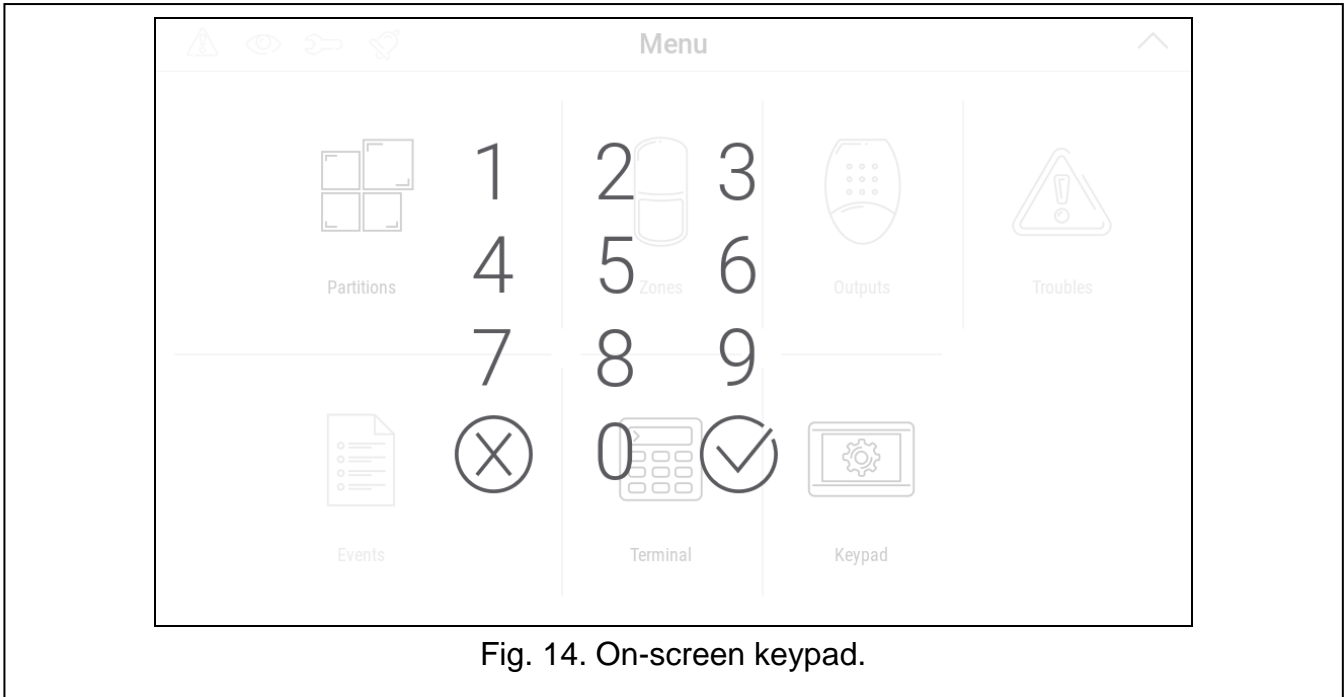 Menu
1 2 3
4 5 6
Partitions Zones Outputs Troubles
7 8 9
0
Events Terminal Keypad
Fig. 14. On-screen keypad.